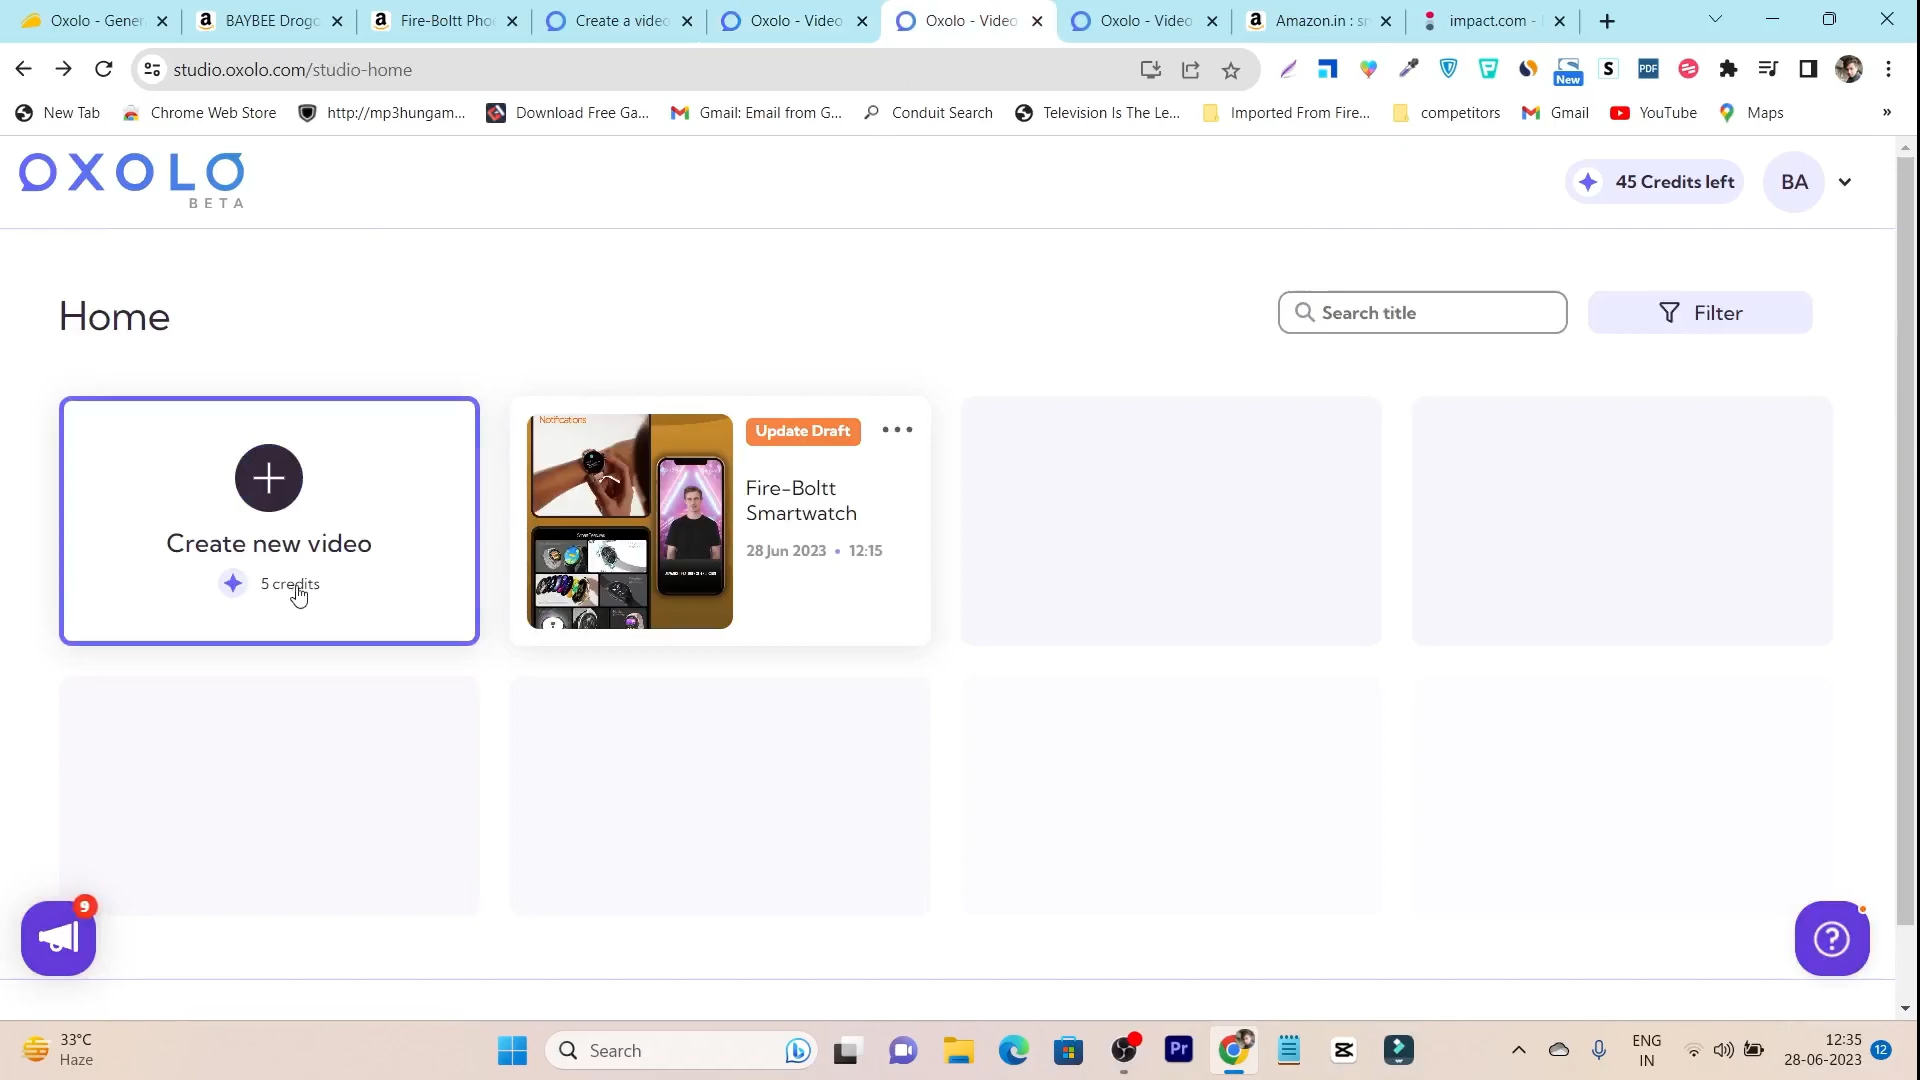 Oxolo - Gener
BAYBEE Drogo
Fire-Boltt Pho
Create a video
Oxolo - Video
Oxolo - Video
Oxolo - Video
Amazon.in : sm
impact.com -
studio.oxolo.com/studio-home
New
S
PDF
New Tab
Chrome Web Store
http://mp3hungam...
Download Free Ga...
Gmail: Email from G...
Conduit Search
Television Is The Le...
Imported From Fire...
competitors
Gmail
YouTube
Maps
»
OXOLO
BETA
45 Credits left
BA
Home
Search title
Filter
Create new video
5 credits
Notifications
Update Draft
Fire-Boltt
Smartwatch
28 Jun 2023 • 12:15
9
33°C
Haze
Search
Pr
ENG
IN
12:35
28-06-2023
12